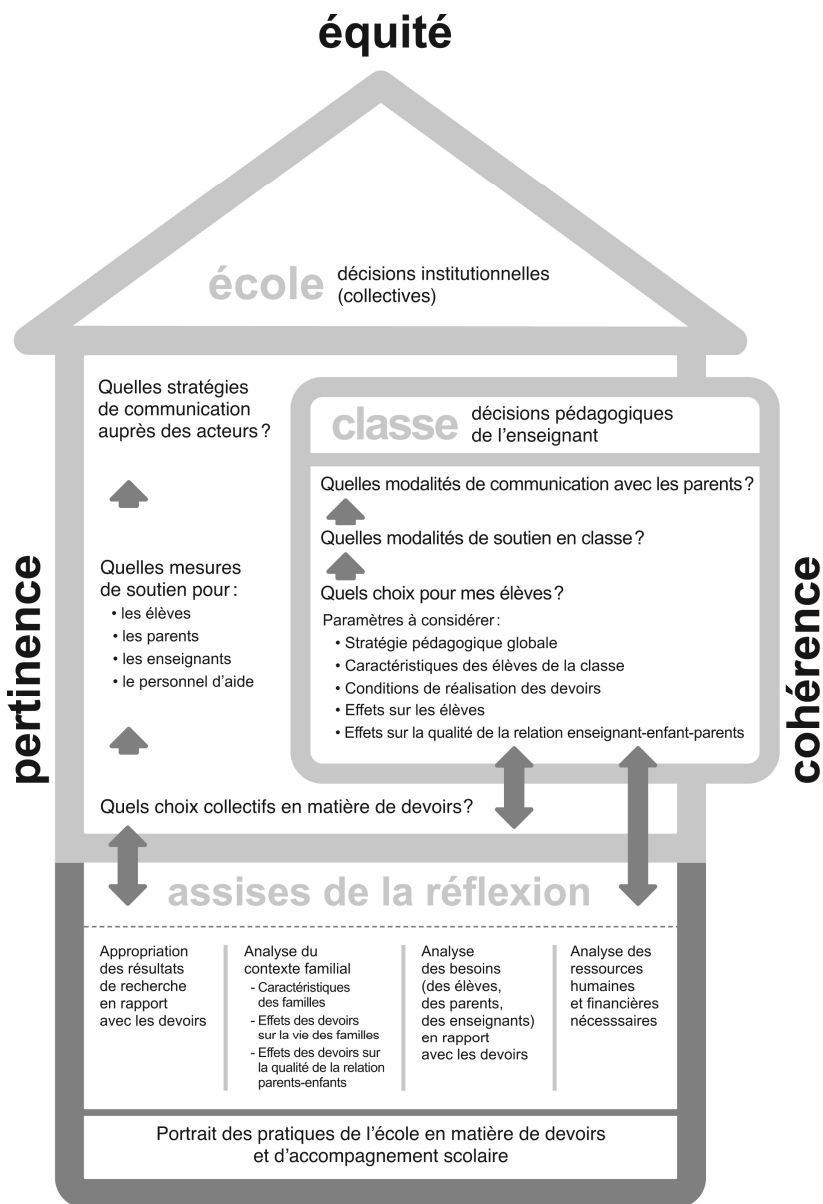 équité
école
décisions institutionnelles
(collectives)
Quelles stratégies
de communication
auprès des acteurs ?
Quelles mesures
de soutien pour :
• les élèves
• les parents
• les enseignants
• le personnel d’aide
Quels choix collectifs en matière de devoirs ?
classe
décisions pédagogiques
de l’enseignant
Quelles modalités de communication avec les parents ?
Quelles modalités de soutien en classe ?
Quels choix pour mes élèves ?
Paramètres à considérer :
• Stratégie pédagogique globale
• Caractéristiques des élèves de la classe
• Conditions de réalisation des devoirs
• Effets sur les élèves
• Effets sur la qualité de la relation enseignant-enfant-parents
pertinence
cohérence
assises de la réflexion
Appropriation
des résultats
de recherche
en rapport
avec les devoirs
Analyse du
contexte familial
- Caractéristiques
des familles
- Effets des devoirs
sur la vie des familles
- Effets des devoirs sur
la qualité de la relation
parents-enfants
Analyse
des besoins
(des élèves,
des parents,
des enseignants)
en rapport
avec les devoirs
Analyse des
ressources
humaines
et financières
nécesssaires
Portrait des pratiques de l’école en matière de devoirs
et d’accompagnement scolaire